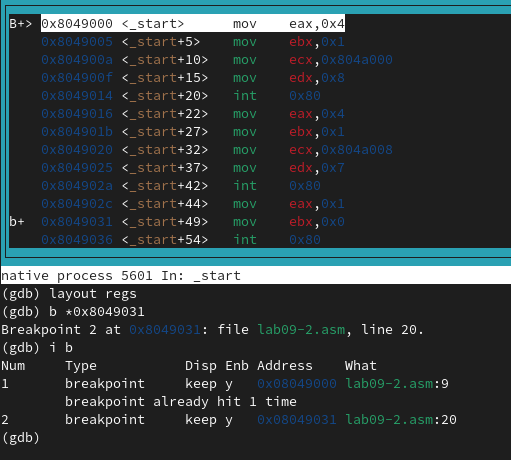 B+> 0x8049000 <_start>      mov    eax,0x4
    0x8049005 <_start+5>    mov    ebx,0x1
    0x804900a <_start+10>   mov    ecx,0x804a000
    0x804900f <_start+15>   mov    edx,0x8
    0x8049014 <_start+20>   int    0x80
    0x8049016 <_start+22>   mov    eax,0x4
    0x804901b <_start+27>   mov    ebx,0x1
    0x8049020 <_start+32>   mov    ecx,0x804a008
    0x8049025 <_start+37>   mov    edx,0x7
    0x804902a <_start+42>   int    0x80
    0x804902c <_start+44>   mov    eax,0x1
b+  0x8049031 <_start+49>   mov    ebx,0x0
    0x8049036 <_start+54>   int    0x80
native process 5601 In: _start
(gdb) layout regs
(gdb) b *0x8049031
Breakpoint 2 at 0x8049031: file lab09-2.asm, line 20.
(gdb) i b
Num     Type           Disp Enb Address    What
1       breakpoint     keep y   0x08049000 lab09-2.asm:9
        breakpoint already hit 1 time
2       breakpoint     keep y   0x08049031 lab09-2.asm:20
(gdb)